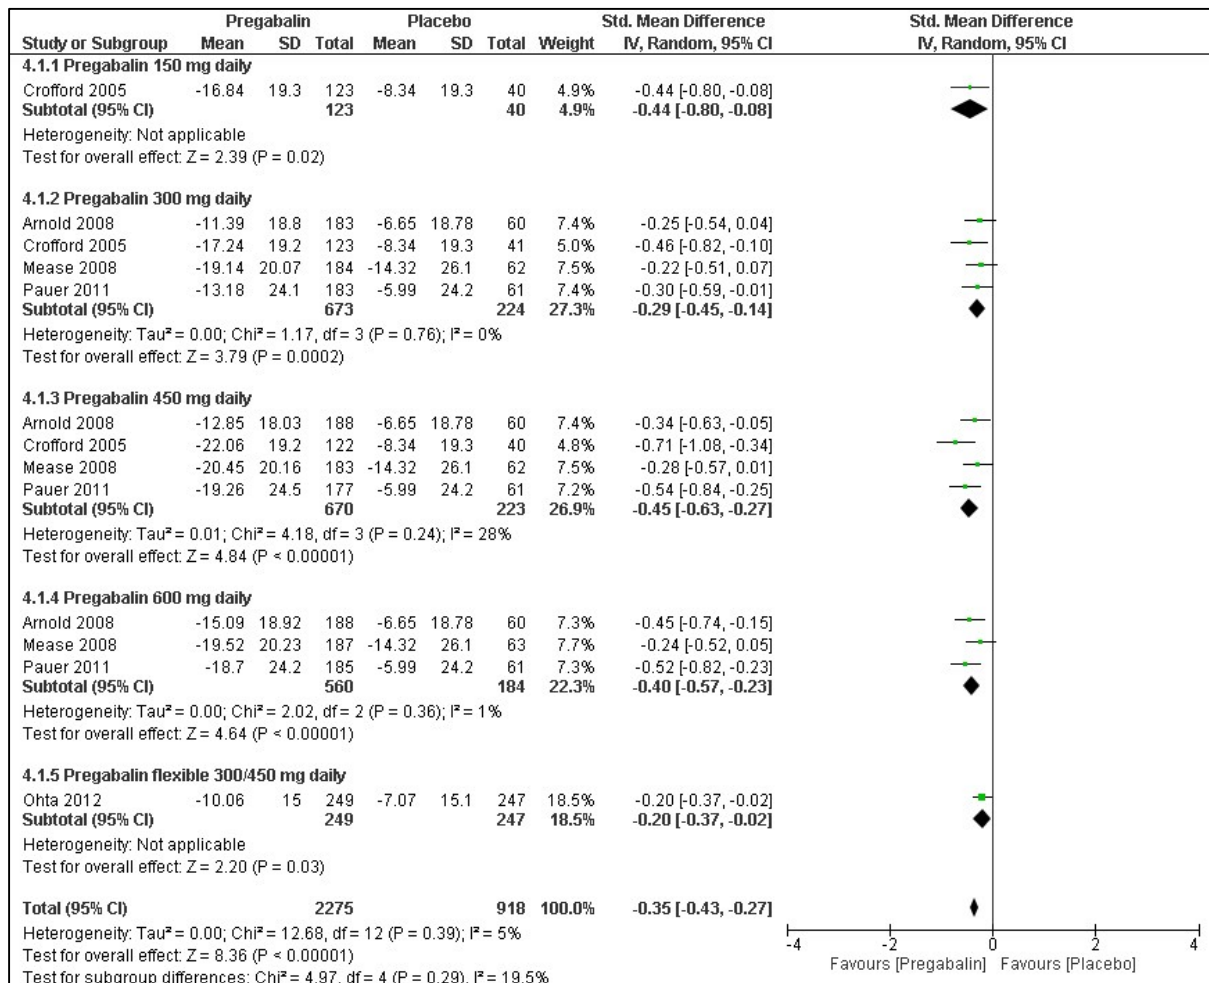 Pregabalin Placebo Std. Mean Difference Std. Mean Difference
Study or Subgroup Mean SD Total Mean SD Total Weight IV, Random, 95% CI IV, Random, 95% CI
4.1.1 Pregabalin 150 mg daily
Crofford 2005 -16.84 19.3 123 -8.34 19.3 40 4.9% -0.44 [-0.80, -0.08]
Subtotal (95% CI) 123 40 4.9% -0.44 [-0.80, -0.08]
Heterogeneity: Not applicable
Test for overall effect: Z = 2.39 (P = 0.02)
4.1.2 Pregabalin 300 mg daily
Arnold 2008 -11.39 18.8 183 -6.65 18.78 60 7.4% -0.25 [-0.54, 0.04]
Crofford 2005 -17.24 19.2 123 -8.34 19.3 41 5.0% -0.46 [-0.82, -0.10]
Mease 2008 -19.14 20.07 184 -14.32 26.1 62 7.5% -0.22 [-0.51, 0.07]
Pauer 2011 -13.18 24.1 183 -5.99 24.2 61 7.4% -0.30 [-0.59, -0.01]
Subtotal (95% CI) 673 224 27.3% -0.29 [-0.45, -0.14]
Heterogeneity: Tau² = 0.00; Chi² = 1.17, df = 3 (P = 0.76); I² = 0%
Test for overall effect: Z = 3.79 (P = 0.0002)
4.1.3 Pregabalin 450 mg daily
Arnold 2008 -12.85 18.03 188 -6.65 18.78 60 7.4% -0.34 [-0.63, -0.05]
Crofford 2005 -22.06 19.2 122 -8.34 19.3 40 4.8% -0.71 [-1.08, -0.34]
Mease 2008 -20.45 20.16 183 -14.32 26.1 62 7.5% -0.28 [-0.57, 0.01]
Pauer 2011 -19.26 24.5 177 -5.99 24.2 61 7.2% -0.54 [-0.84, -0.25]
Subtotal (95% CI) 670 223 26.9% -0.45 [-0.63, -0.27]
Heterogeneity: Tau² = 0.01; Chi² = 4.18, df = 3 (P = 0.24); I² = 28%
Test for overall effect: Z = 4.84 (P < 0.00001)
4.1.4 Pregabalin 600 mg daily
Arnold 2008 -15.09 18.92 188 -6.65 18.78 60 7.3% -0.45 [-0.74, -0.15]
Mease 2008 -19.52 20.23 187 -14.32 26.1 63 7.7% -0.24 [-0.52, 0.05]
Pauer 2011 -18.7 24.2 185 -5.99 24.2 61 7.3% -0.52 [-0.82, -0.23]
Subtotal (95% CI) 560 184 22.3% -0.40 [-0.57, -0.23]
Heterogeneity: Tau² = 0.00; Chi² = 2.02, df = 2 (P = 0.36); I² = 1%
Test for overall effect: Z = 4.64 (P < 0.00001)
4.1.5 Pregabalin flexible 300/450 mg daily
Ohta 2012 -10.06 15 249 -7.07 15.1 247 18.5% -0.20 [-0.37, -0.02]
Subtotal (95% CI) 249 247 18.5% -0.20 [-0.37, -0.02]
Heterogeneity: Not applicable
Test for overall effect: Z = 2.20 (P = 0.03)
Total (95% CI) 2275 918 100.0% -0.35 [-0.43, -0.27]
Heterogeneity: Tau² = 0.00; Chi² = 12.68, df = 12 (P = 0.39); I² = 5%
Test for overall effect: Z = 8.36 (P < 0.00001)
Test for subgroup differences: Chi² = 4.97, df = 4 (P = 0.29), I² = 19.5%
-4 -2 0 2 4
Favours [Pregabalin] Favours [Placebo]